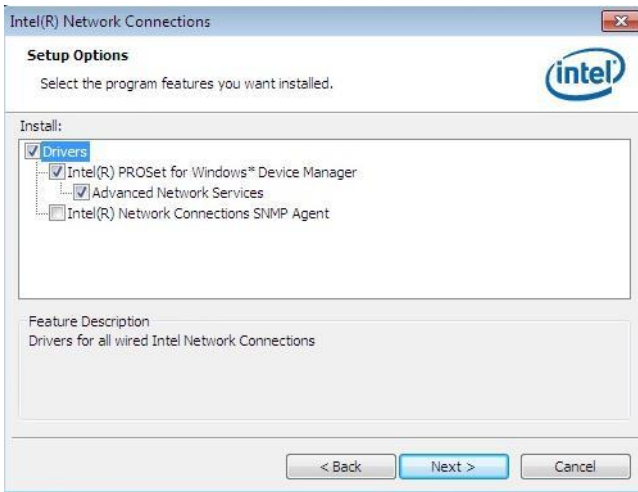 Intel(R) Network Connections
Setup Options
Select the program features you want installed.
intel
Install:
Drivers
Intel(R) PROSet for Windows* Device Manager
Advanced Network Services
Intel(R) Network Connections SNMP Agent
Feature Description
Drivers for all wired Intel Network Connections
< Back Next > Cancel